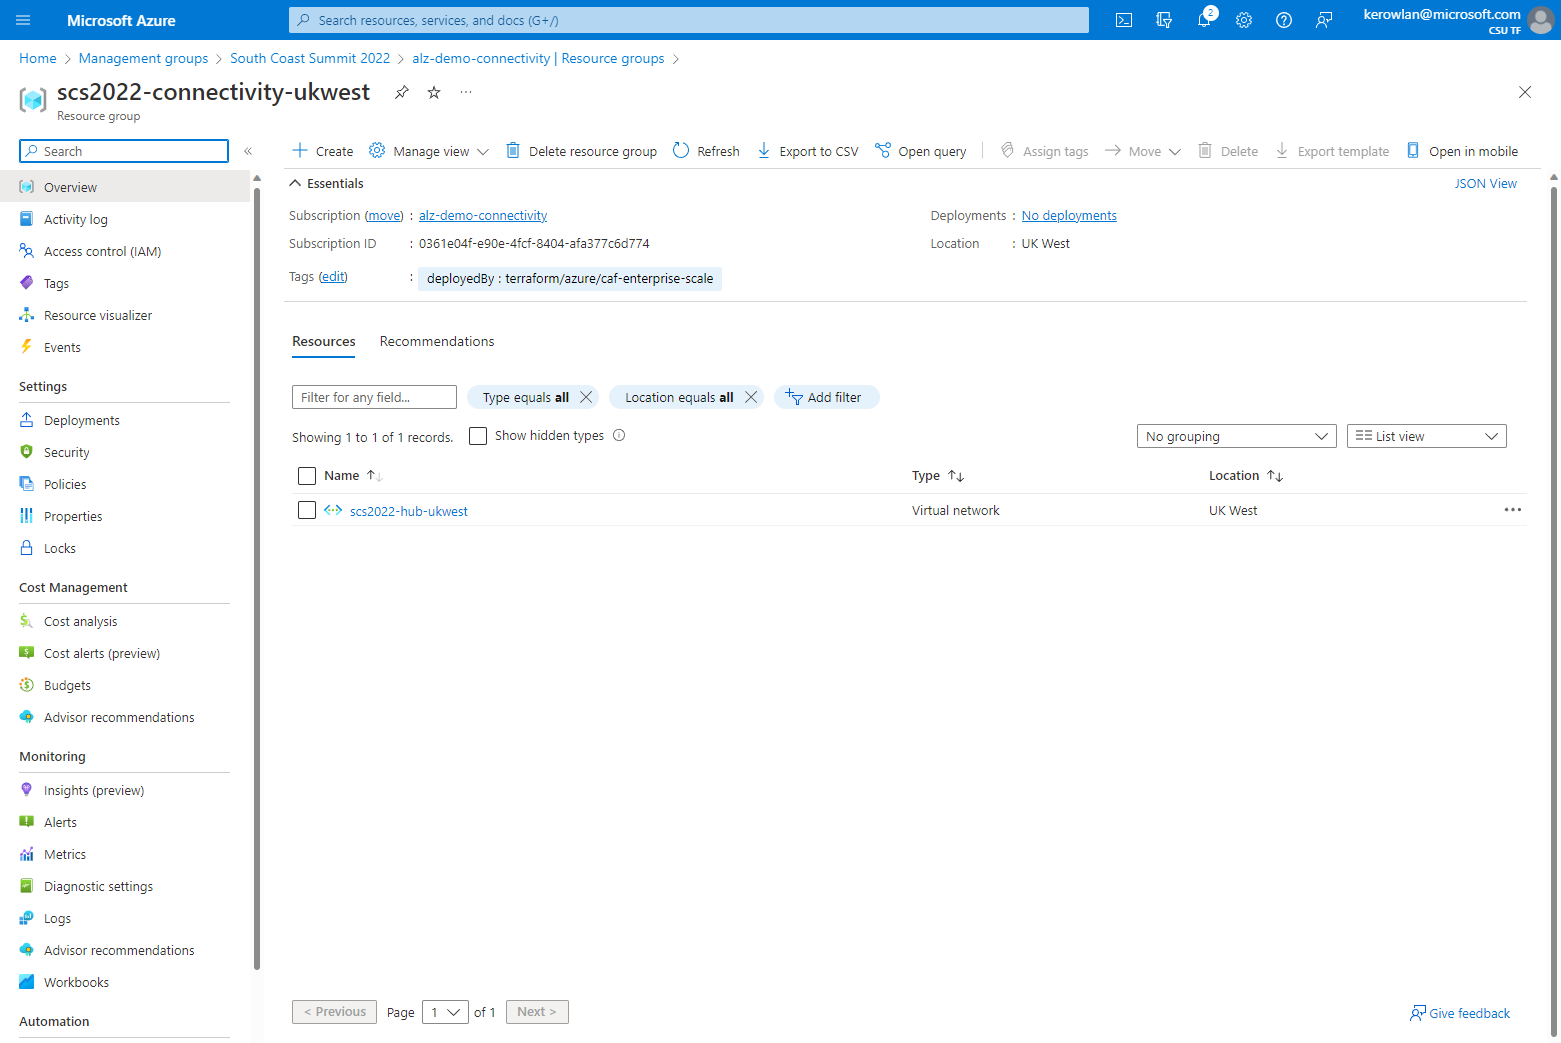 Microsoft Azure
Search resources, services, and docs (G+/)
2
kerowlan@microsoft.com
CSU TF
Home > Management groups > South Coast Summit 2022 > alz-demo-connectivity | Resource groups >
scs2022-connectivity-ukwest
Resource group
Search
Create
Manage view
Delete resource group
Refresh
Export to CSV
Open query
Assign tags
Move
Delete
Export template
Open in mobile
Overview
Activity log
Access control (IAM)
Tags
Resource visualizer
Events
Settings
Deployments
Security
Policies
Properties
Locks
Cost Management
Cost analysis
Cost alerts (preview)
Budgets
Advisor recommendations
Monitoring
Insights (preview)
Alerts
Metrics
Diagnostic settings
Logs
Advisor recommendations
Workbooks
Automation
Essentials
JSON View
Subscription (move) : alz-demo-connectivity
Subscription ID : 0361e04f-e90e-4fcf-8404-afa377c6d774
Tags (edit) : deployedBy : terraform/azure/caf-enterprise-scale
Deployments : No deployments
Location : UK West
Resources
Recommendations
Filter for any field...
Type equals all
Location equals all
Add filter
Showing 1 to 1 of 1 records.
Show hidden types
No grouping
List view
Name
Type
Location
scs2022-hub-ukwest
Virtual network
UK West
< Previous
Page 1 of 1
Next >
Give feedback